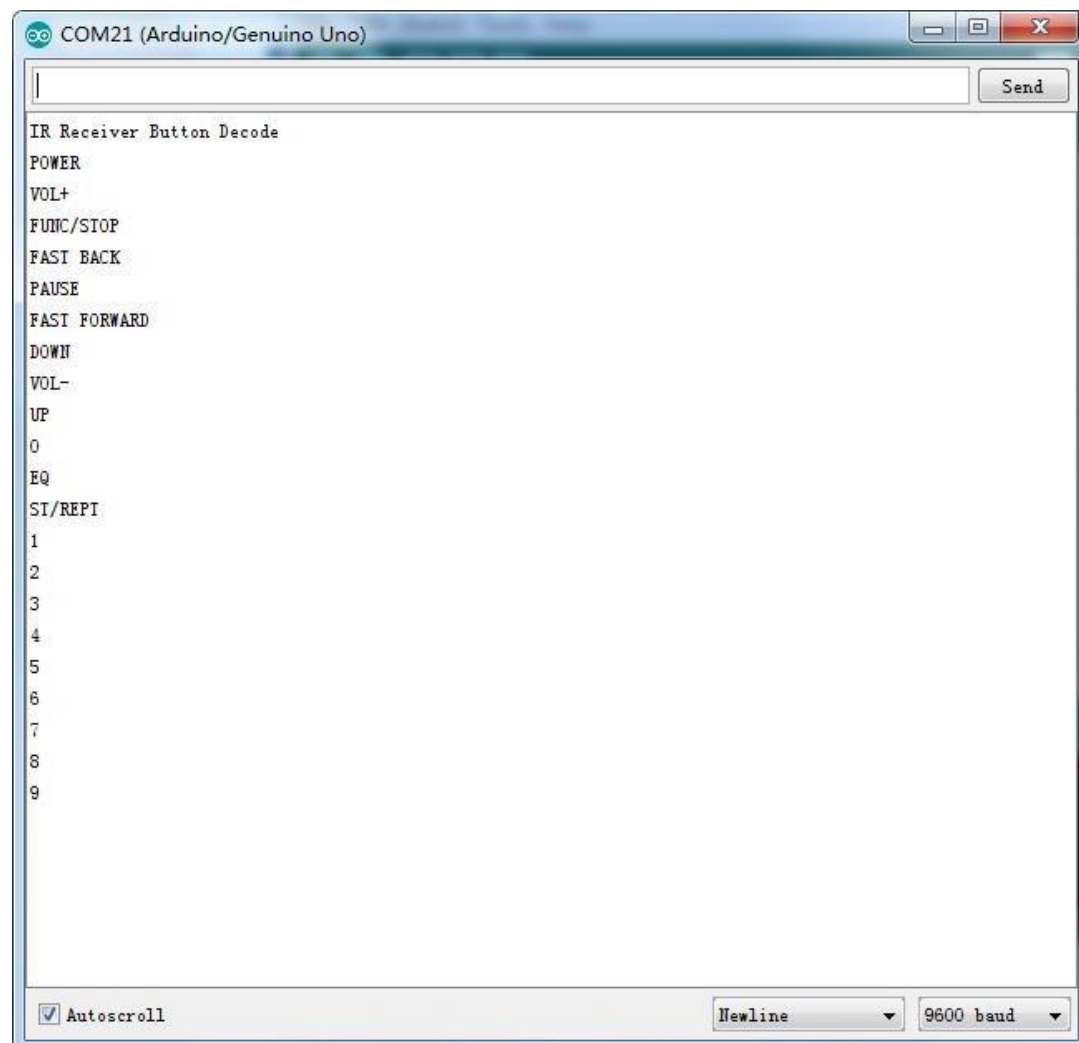 COM21 (Arduino/Genuino Uno)
Send
IR Receiver Button Decode
POWER
VOL+
FUNC/STOP
FAST BACK
PAUSE
FAST FORWARD
DOWN
VOL-
UP
0
EQ
ST/REPT
1
2
3
4
5
6
7
8
9
Autoscroll
Newline
9600 baud